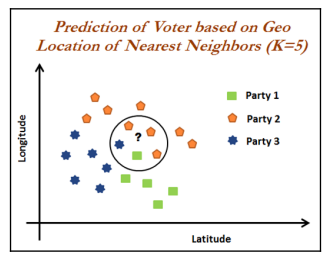 Prediction of Voter based on Geo
Location of Nearest Neighbors (K=5)
Party 1
Party 2
Party 3
?
Longitude
Latitude